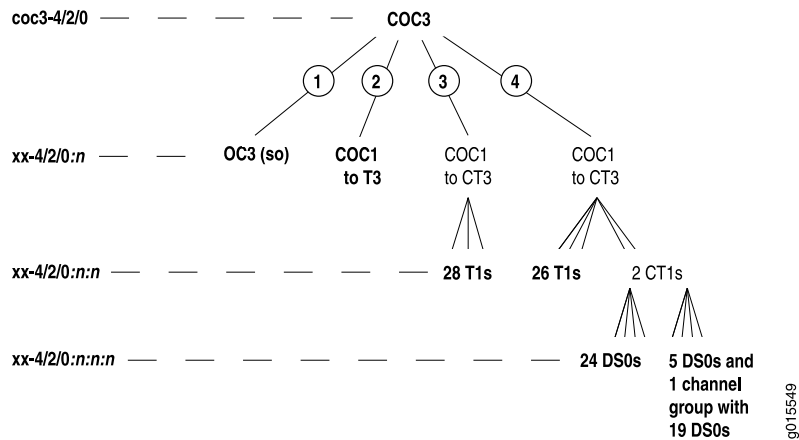 coc3-4/2/0
COC3
1
2
3
4
xx-4/2/0:n
OC3 (so)
COC1
to T3
COC1
to CT3
COC1
to CT3
xx-4/2/0:n:n
28 T1s
26 T1s
2 CT1s
xx-4/2/0:n:n:n
24 DS0s
5 DS0s and
1 channel
group with
19 DS0s
g015549